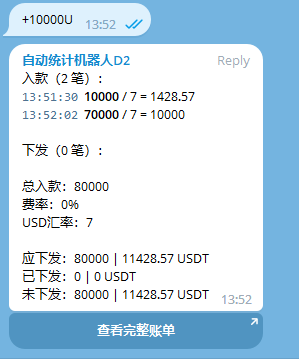 +10000U 13:52
自动统计机器人D2 Reply
入款（2 笔）：
13:51:30 10000 / 7 = 1428.57
13:52:02 70000 / 7 = 10000
下发（0 笔）：
总入款：80000
费率：0%
USD汇率：7
应下发：80000 | 11428.57 USDT
已下发：0 | 0 USDT
未下发：80000 | 11428.57 USDT 13:52
查看完整账单